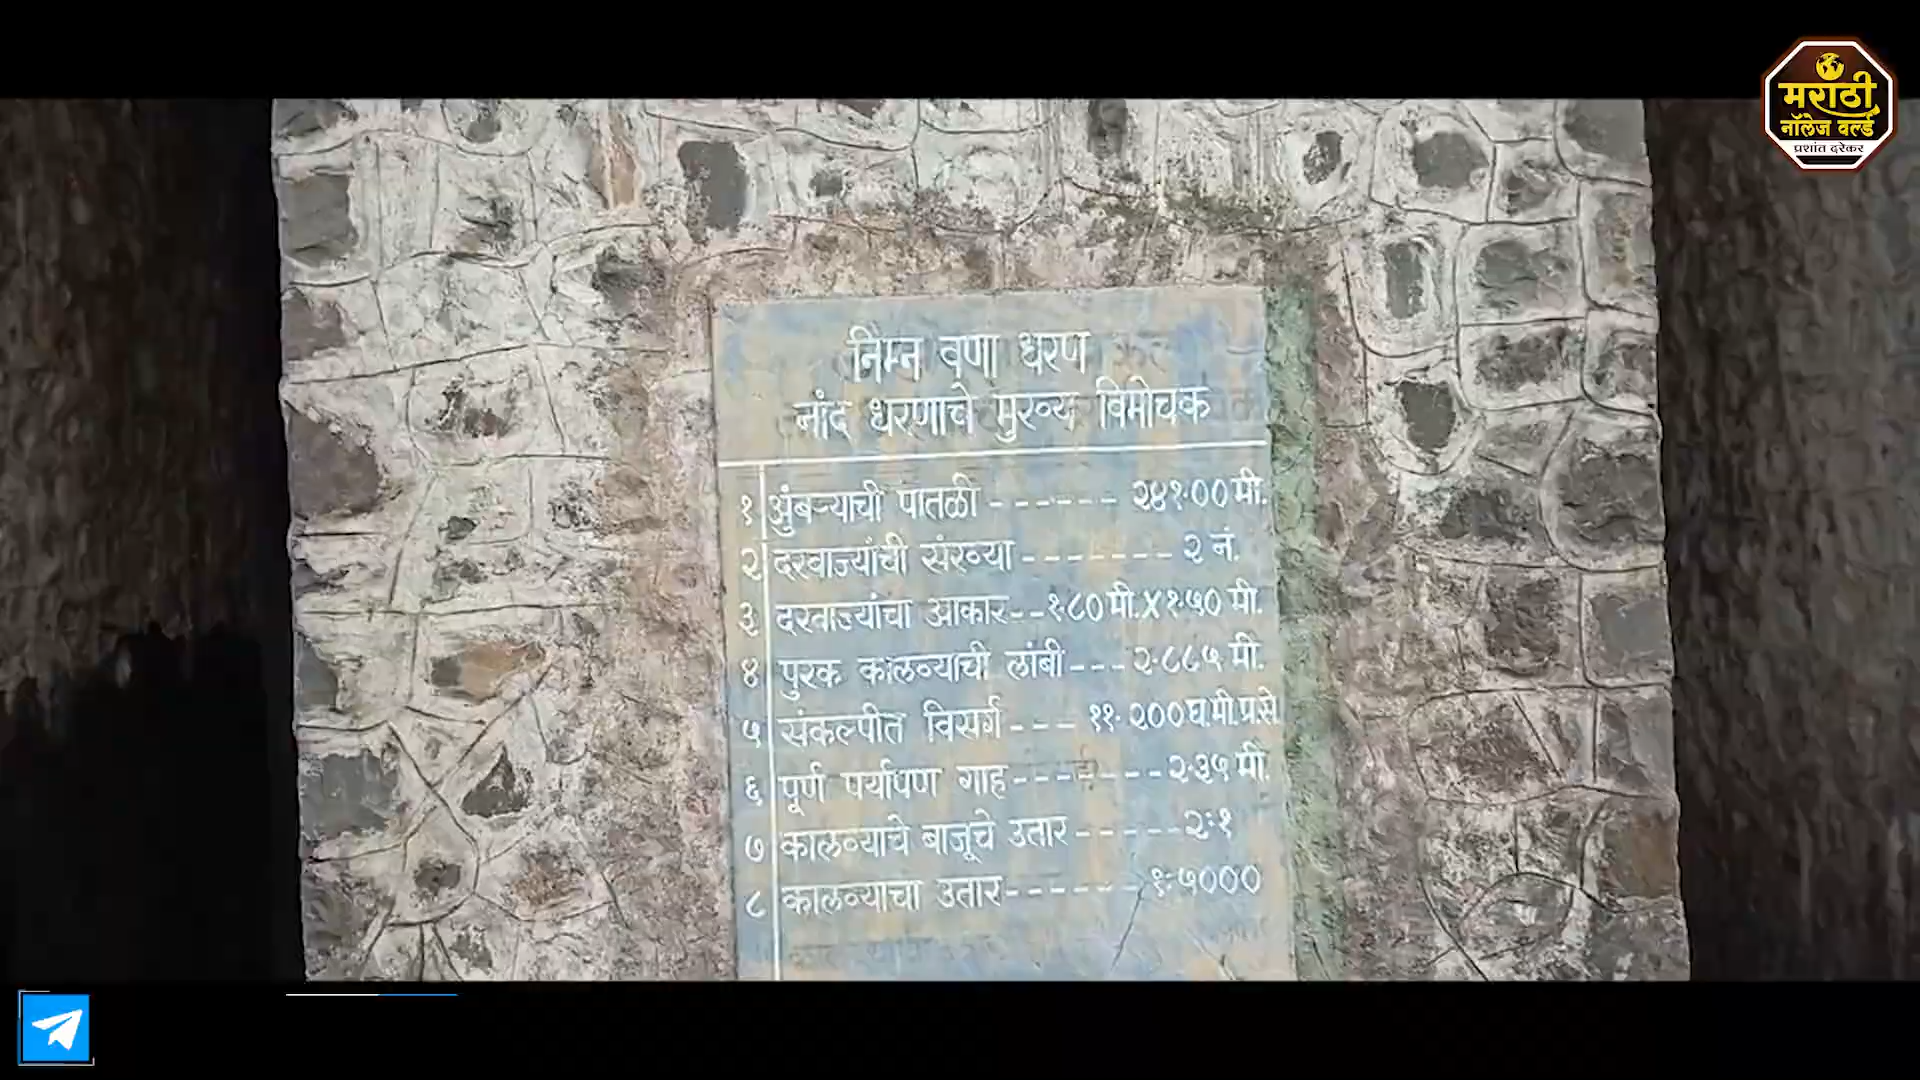 मराठी
नॉलेज वर्ल्ड
प्रशांत दरेकर
निम्न वणा धरण
नांद धरणाचे मुख्य विमोचक
१ उंबऱ्याची पातळी ------ २४१.०० मी.
२ दरवाज्यांची संख्या ------- २ नं.
३ दरवाज्यांचा आकार -- १.८० मी. X १.५० मी.
४ पुरक कालव्याची लांबी --- २.८८५ मी.
५ संकल्पीत विसर्ग --- ११.२०० घ.मी.प्र.से
६ पूर्ण पर्यापण गाह ------- २.३५ मी.
७ कालव्याचे बाजूचे उतार ----- २:१
८ कालव्याचा उतार ------ १:५०००